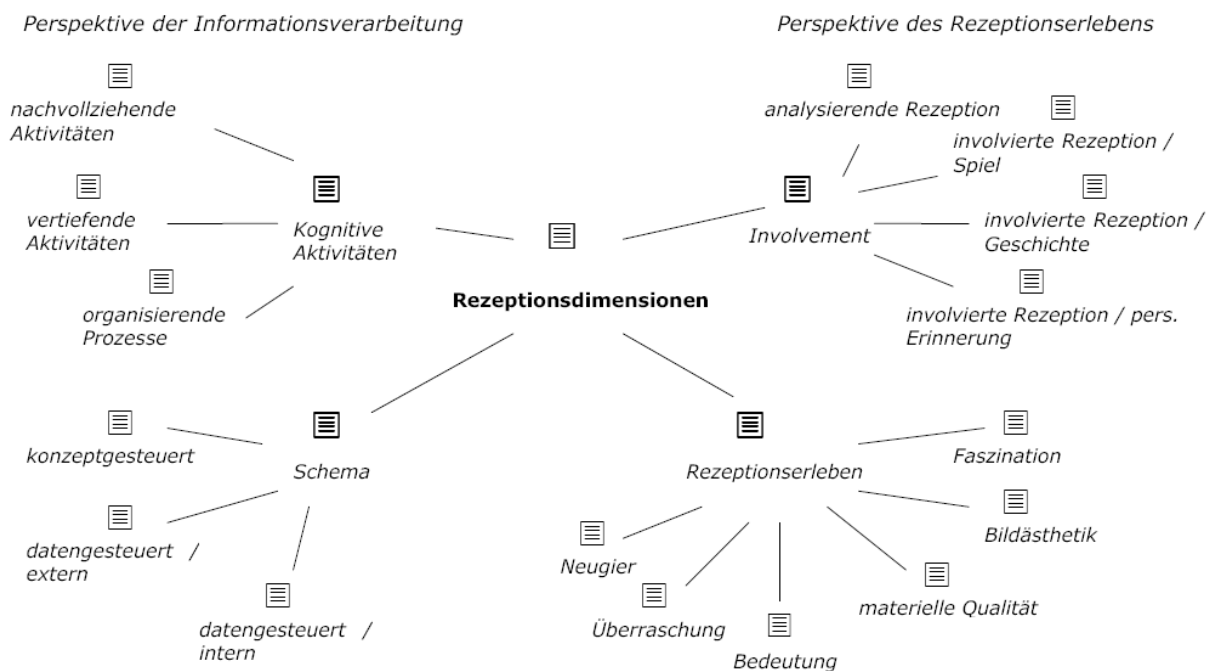 Perspektive der Informationsverarbeitung
Perspektive des Rezeptionserlebens
nachvollziehende
Aktivitäten
vertiefende
Aktivitäten
organisierende
Prozesse
Kognitive
Aktivitäten
analysierende Rezeption
involvierte Rezeption /
Spiel
involvierte Rezeption /
Geschichte
involvierte Rezeption / pers.
Erinnerung
Involvement
Rezeptionsdimensionen
konzeptgesteuert
datengesteuert /
extern
datengesteuert /
intern
Schema
Rezeptionserleben
Faszination
Bildästhetik
materielle Qualität
Bedeutung
Überraschung
Neugier